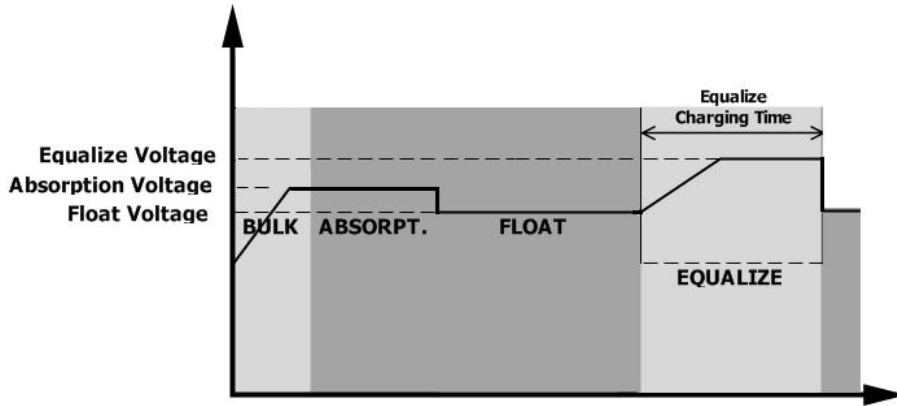 Equalize
Charging Time
Equalize Voltage
Absorption Voltage
Float Voltage
BULK
ABSORPT.
FLOAT
EQUALIZE